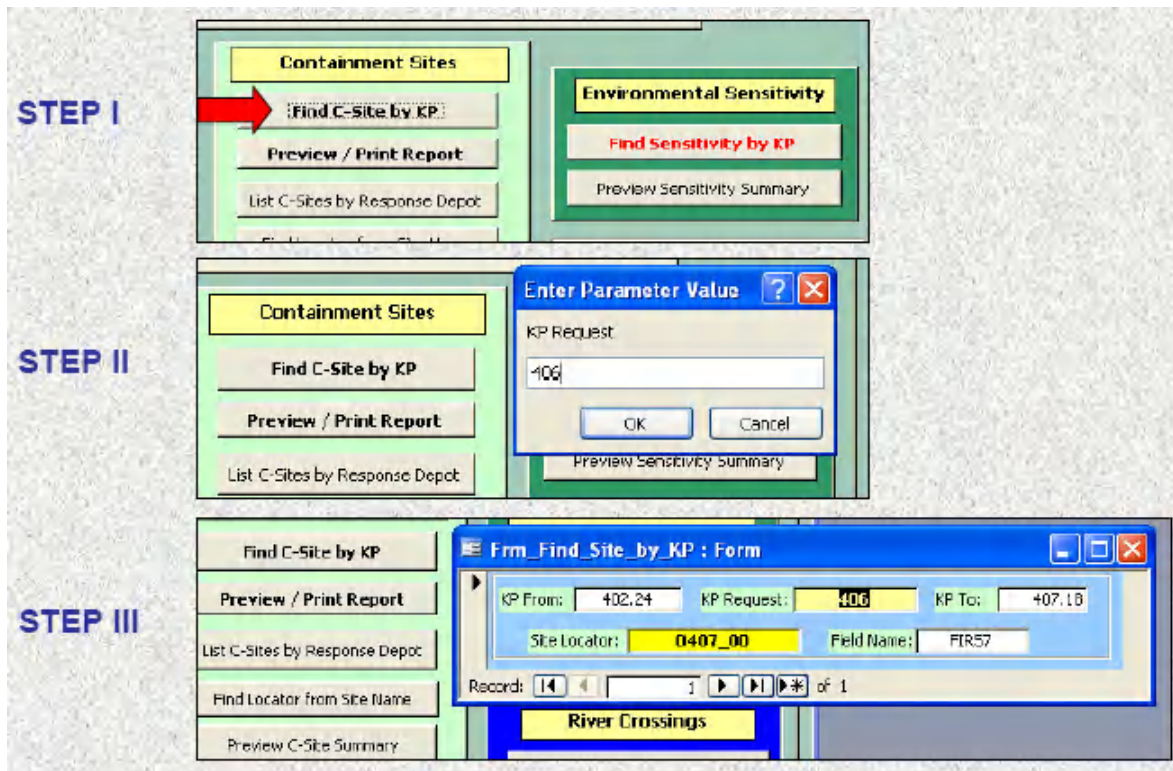 STEP I
Containment Sites
Find C-Site by KP
Preview / Print Report
List C-Sites by Response Depot
Environmental Sensitivity
Find Sensitivity by KP
Preview Sensitivity Summary
STEP II
Containment Sites
Find C-Site by KP
Preview / Print Report
List C-Sites by Response Depot
Enter Parameter Value
KP Request
406
OK Cancel
Preview Sensitivity Summary
STEP III
Find C-Site by KP
Preview / Print Report
List C-Sites by Response Depot
Find Locator from Site Name
Preview C-Site Summary
Frm_Find_Site_by_KP : Form
KP From: 402.24 KP Request: 406 KP To: 407.18
Site Locator: 0407_00 Field Name: FIR57
Record: 1 of 1
River Crossings